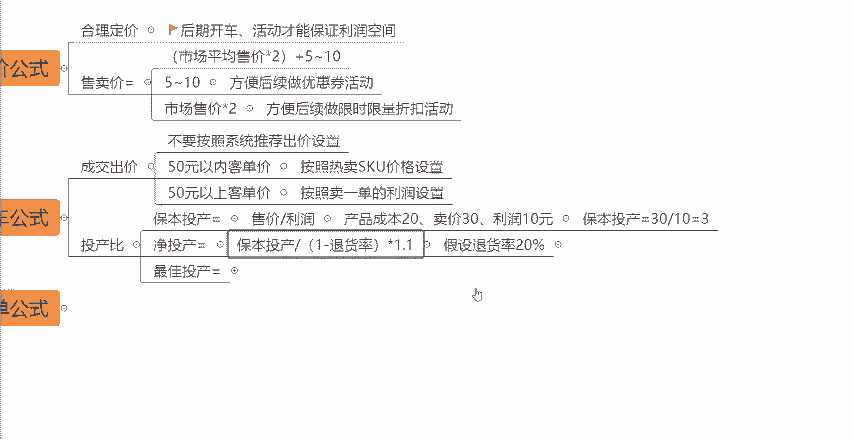 合理定价 后期开车、活动才能保证利润空间
（市场平均售价*2）+5~10
价公式
售卖价= 5~10 方便后续做优惠券活动
市场售价*2 方便后续做限时限量折扣活动
不要按照系统推荐出价设置
成交出价 50元以内客单价 按照热卖SKU价格设置
50元以上客单价 按照卖一单的利润设置
车公式
保本投产= 售价/利润 产品成本20、卖价30、利润10元 保本投产=30/10=3
投产比 净投产= 保本投产/（1-退货率）*1.1 假设退货率20%
最佳投产=
单公式